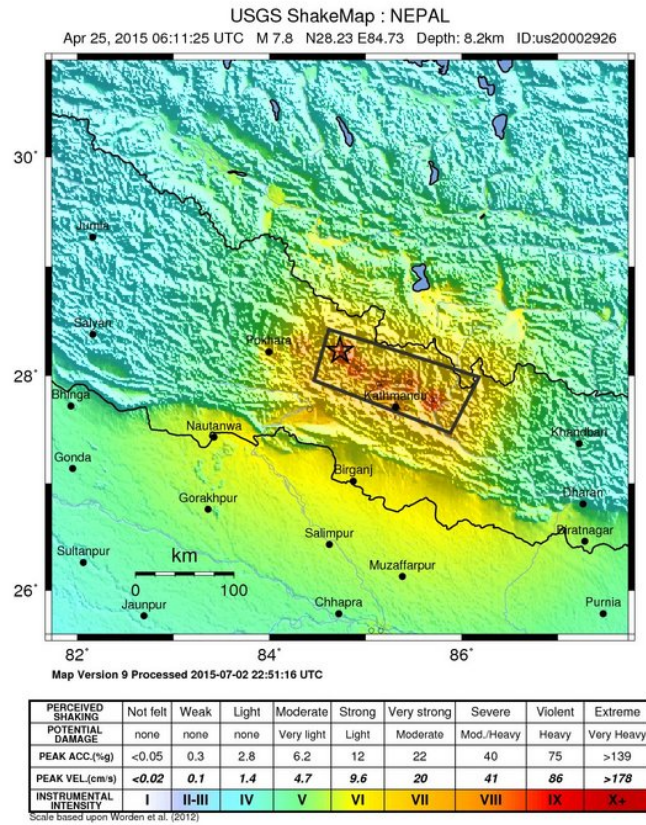 USGS ShakeMap : NEPAL
Apr 25, 2015 06:11:25 UTC M 7.8 N28.23 E84.73 Depth: 8.2km ID:us20002926
30°
Jumla
Salyan
Pokhara
28°
Bhinga
Kathmandu
Nautanwa
Khandbari
Gonda
Birganj
Gorakhpur
Dharan
Salimpur
Biratnagar
km
Sultanpur
Muzaffarpur
0 100
26°
Jaunpur
Chhapra
Purnia
82° 84° 86°
Map Version 9 Processed 2015-07-02 22:51:16 UTC
PERCEIVED SHAKING Not felt Weak Light Moderate Strong Very strong Severe Violent Extreme
POTENTIAL DAMAGE none none none Very light Light Moderate Mod./Heavy Heavy Very Heavy
PEAK ACC.(%g) <0.05 0.3 2.8 6.2 12 22 40 75 >139
PEAK VEL.(cm/s) <0.02 0.1 1.4 4.7 9.6 20 41 86 >178
INSTRUMENTAL INTENSITY I II-III IV V VI VII VIII IX X+
Scale based upon Worden et al. (2012)